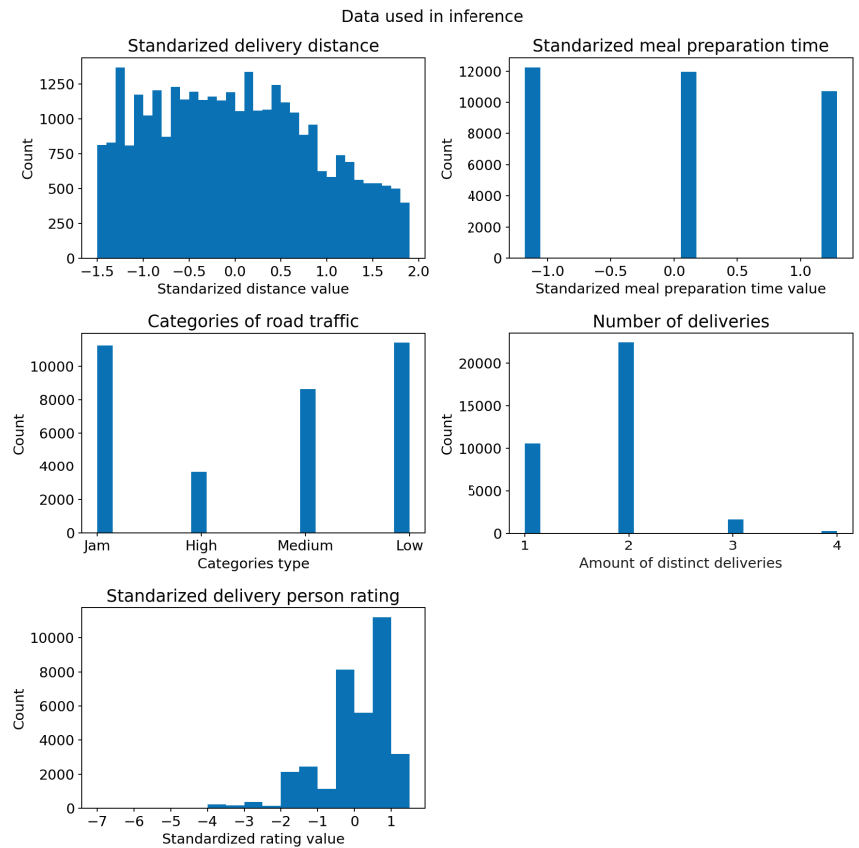 Data used in inference
Standarized delivery distance
Count
1250
1000
750
500
250
0
−1.5 −1.0 −0.5 0.0 0.5 1.0 1.5 2.0
Standarized distance value
Standarized meal preparation time
Count
12000
10000
8000
6000
4000
2000
0
−1.0 −0.5 0.0 0.5 1.0
Standarized meal preparation time value
Categories of road traffic
Count
10000
8000
6000
4000
2000
0
Jam High Medium Low
Categories type
Number of deliveries
Count
20000
15000
10000
5000
0
1 2 3 4
Amount of distinct deliveries
Standarized delivery person rating
Count
10000
8000
6000
4000
2000
0
−7 −6 −5 −4 −3 −2 −1 0 1
Standardized rating value